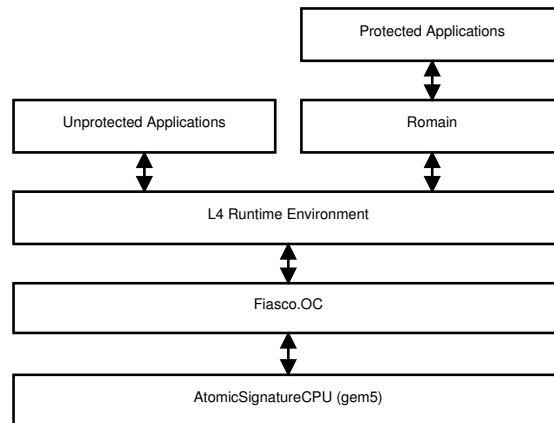 Protected Applications
Unprotected Applications
Romain
L4 Runtime Environment
Fiasco.OC
AtomicSignatureCPU (gem5)